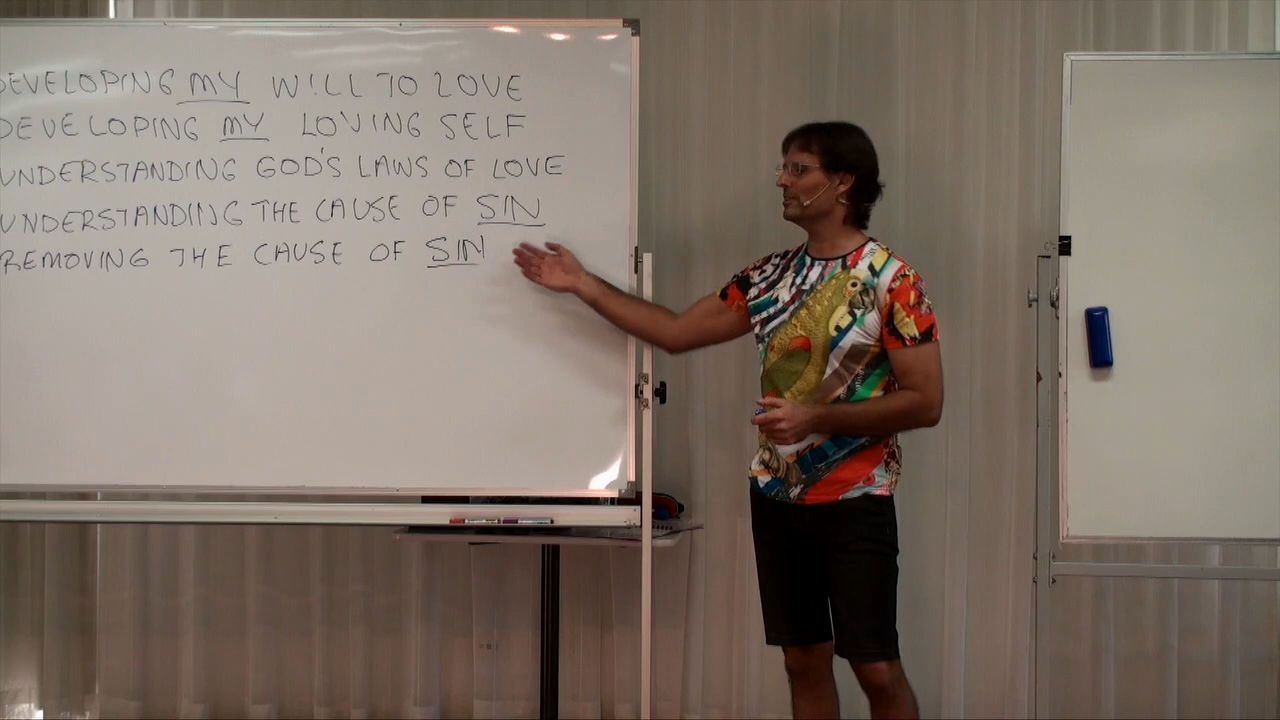 DEVELOPING MY WILL TO LOVE
DEVELOPING MY LOVING SELF
UNDERSTANDING GOD'S LAWS OF LOVE
UNDERSTANDING THE CAUSE OF SIN
REMOVING THE CAUSE OF SIN